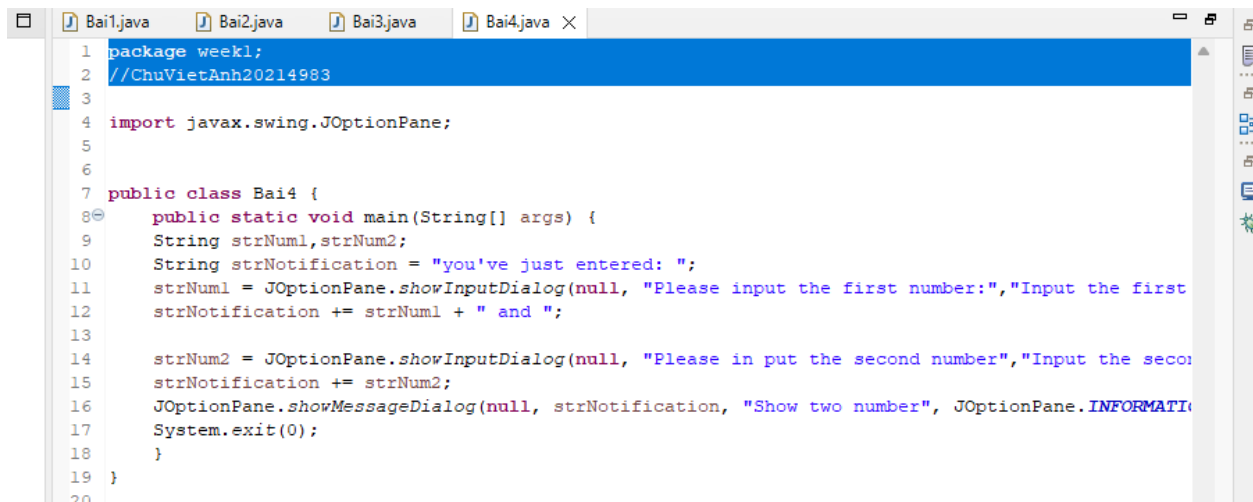 Bai1.java Bai2.java Bai3.java Bai4.java
1 package week1;
2 //ChuVietAnh20214983
3
4 import javax.swing.JOptionPane;
5
6
7 public class Bai4 {
8 public static void main(String[] args) {
9 String strNum1,strNum2;
10 String strNotification = "you've just entered: ";
11 strNum1 = JOptionPane.showInputDialog(null, "Please input the first number:","Input the first
12 strNotification += strNum1 + " and ";
13
14 strNum2 = JOptionPane.showInputDialog(null, "Please in put the second number","Input the
15 strNotification += strNum2;
16 JOptionPane.showMessageDialog(null, strNotification, "Show two number", JOptionPane.
17 System.exit(0);
18 }
19 }
20